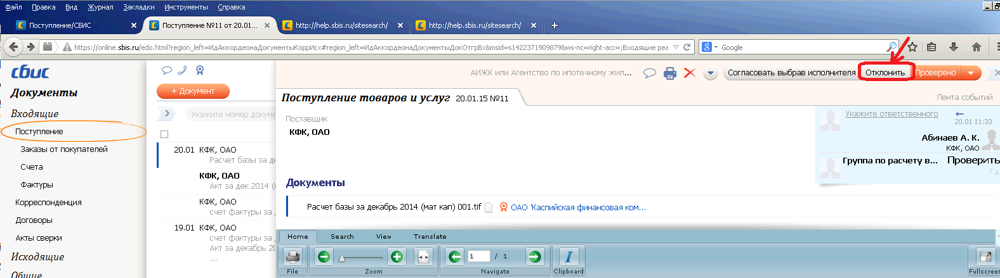 Файл Правка Вид Журнал Закладки Инструменты Справка
Поступление/СБИС
Поступление №11 от 20.01...
http://help.sbis.ru/sitesearch/
http://help.sbis.ru/sitesearch/
https://online.sbis.ru/edo.html?region_left=ИдАккордеонаДокументыКоррИсх#region_left=ИдАккордеонаДокументыДокОтгрВх&msid=s1422371909879&ws-nc=right-acc=;Входящие реа
Google
сбис
Документы
Входящие
Поступление
Заказы от покупателей
Счета
Фактуры
Корреспонденция
Договоры
Акты сверки
Исходящие
Общие
+ Документ
Укажите номер докуме
20.01 КФК, ОАО
Расчет базы за де
КФК, ОАО
Акт за дек 2014 (
КФК, ОАО
счет фактуры за
19.01 КФК, ОАО
счет фактуры за
Акт за декабрь 20
...
АИЖК или Агентство по ипотечному жил...
Согласовать выбрав исполнителя
Отклонить
Проверено
Поступление товаров и услуг 20.01.15 №11
Лента событий
Поставщик
КФК, ОАО
Укажите ответственного
20.01 11:33
Абинаев А. К.
КФК, ОАО
Группа по расчету в... Проверить
7 д
Документы
Расчет базы за декабрь 2014 (мат кап) 001.tif
ОАО 'Каспийская финансовая ком...
Home Search View Translate
1 / 1
File Zoom Navigate Clipboard Fullscreen